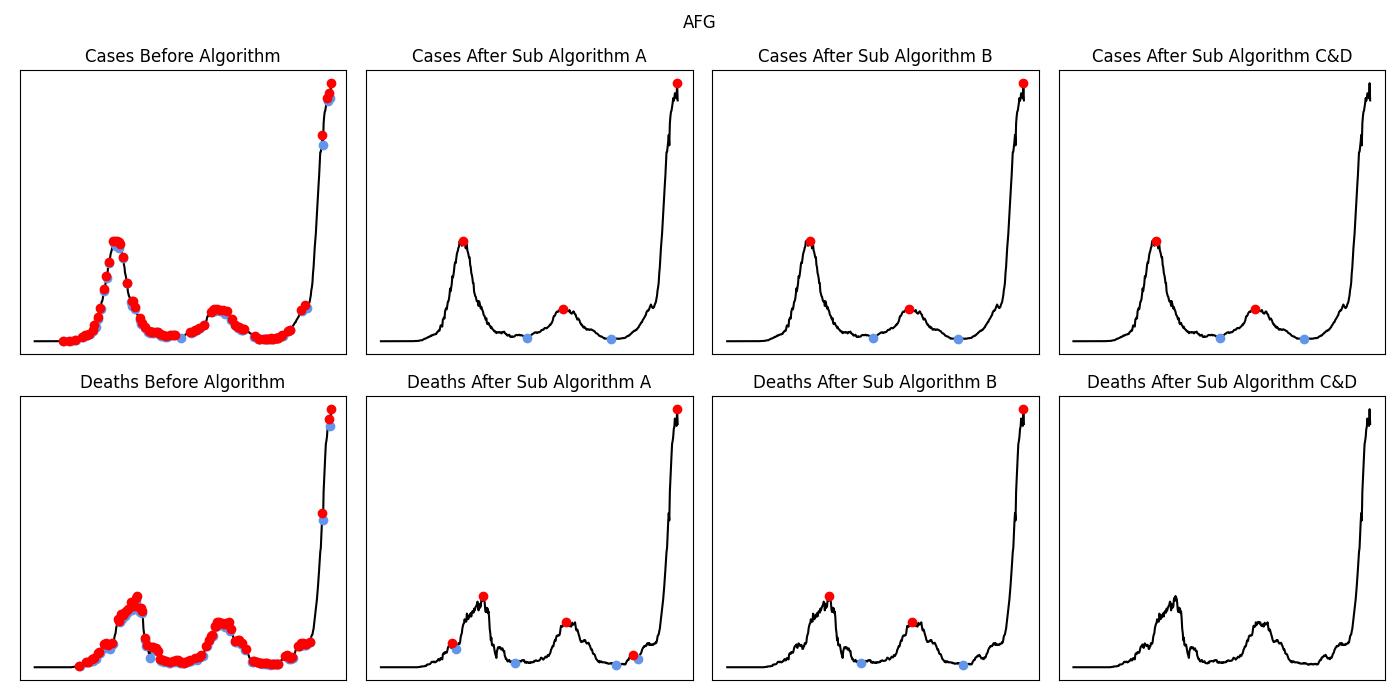 AFG
Cases Before Algorithm
Cases After Sub Algorithm A
Cases After Sub Algorithm B
Cases After Sub Algorithm C&D
Deaths Before Algorithm
Deaths After Sub Algorithm A
Deaths After Sub Algorithm B
Deaths After Sub Algorithm C&D